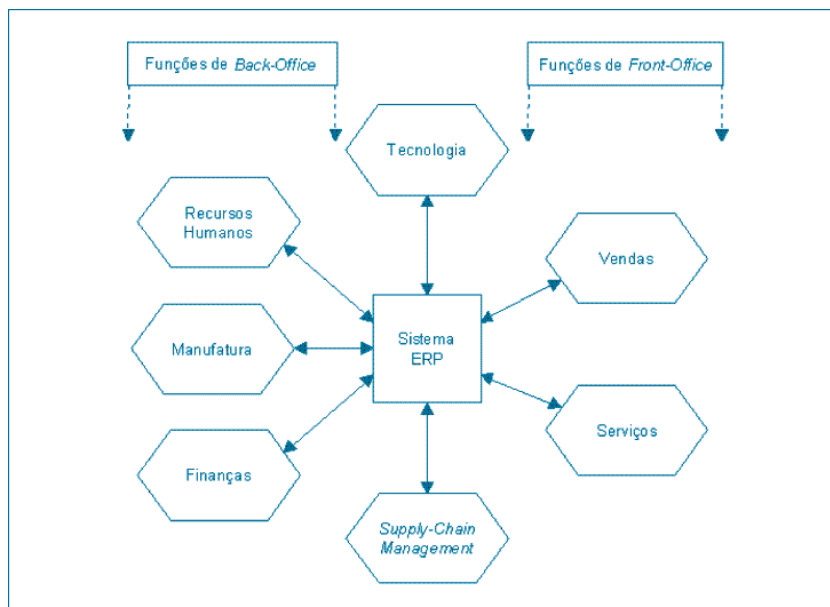 Funções de Back-Office
Funções de Front-Office
Tecnologia
Recursos
Humanos
Vendas
Manufatura
Sistema
ERP
Serviços
Finanças
Supply-Chain
Management